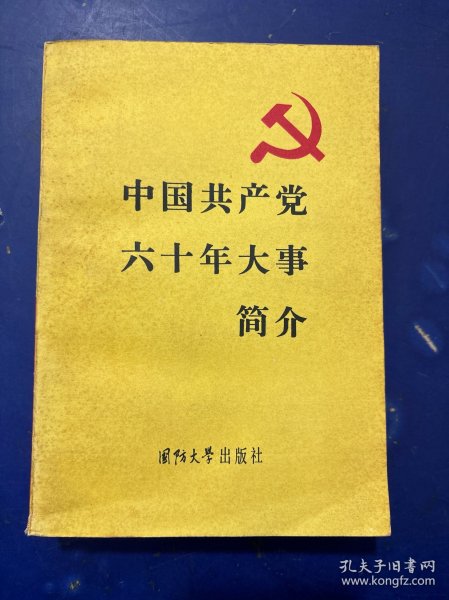 中国共产党
六十年大事
简介
国防大学出版社
孔夫子旧书网
www.kongfz.com